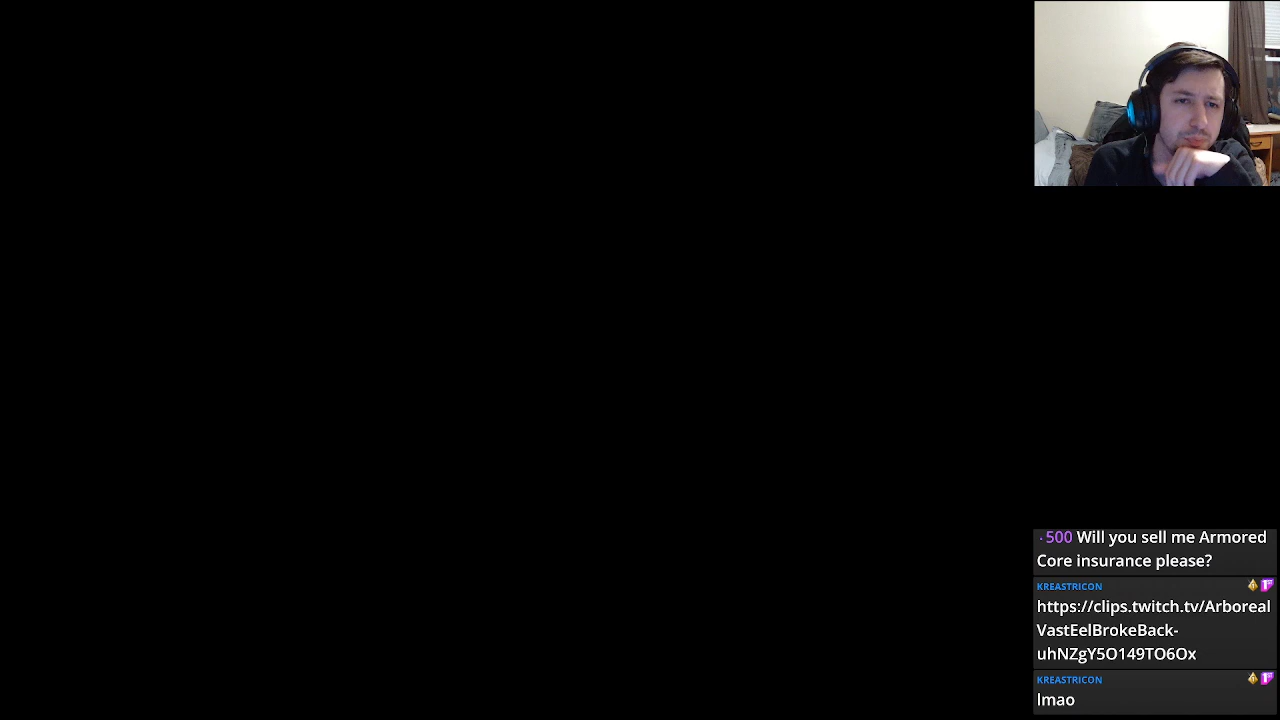 500 Will you sell me Armored
Core insurance please?
KREASTRICON
https://clips.twitch.tv/Arboreal
VastEelBrokeBack-
uhNZgY5O149TO6Ox
KREASTRICON
lmao